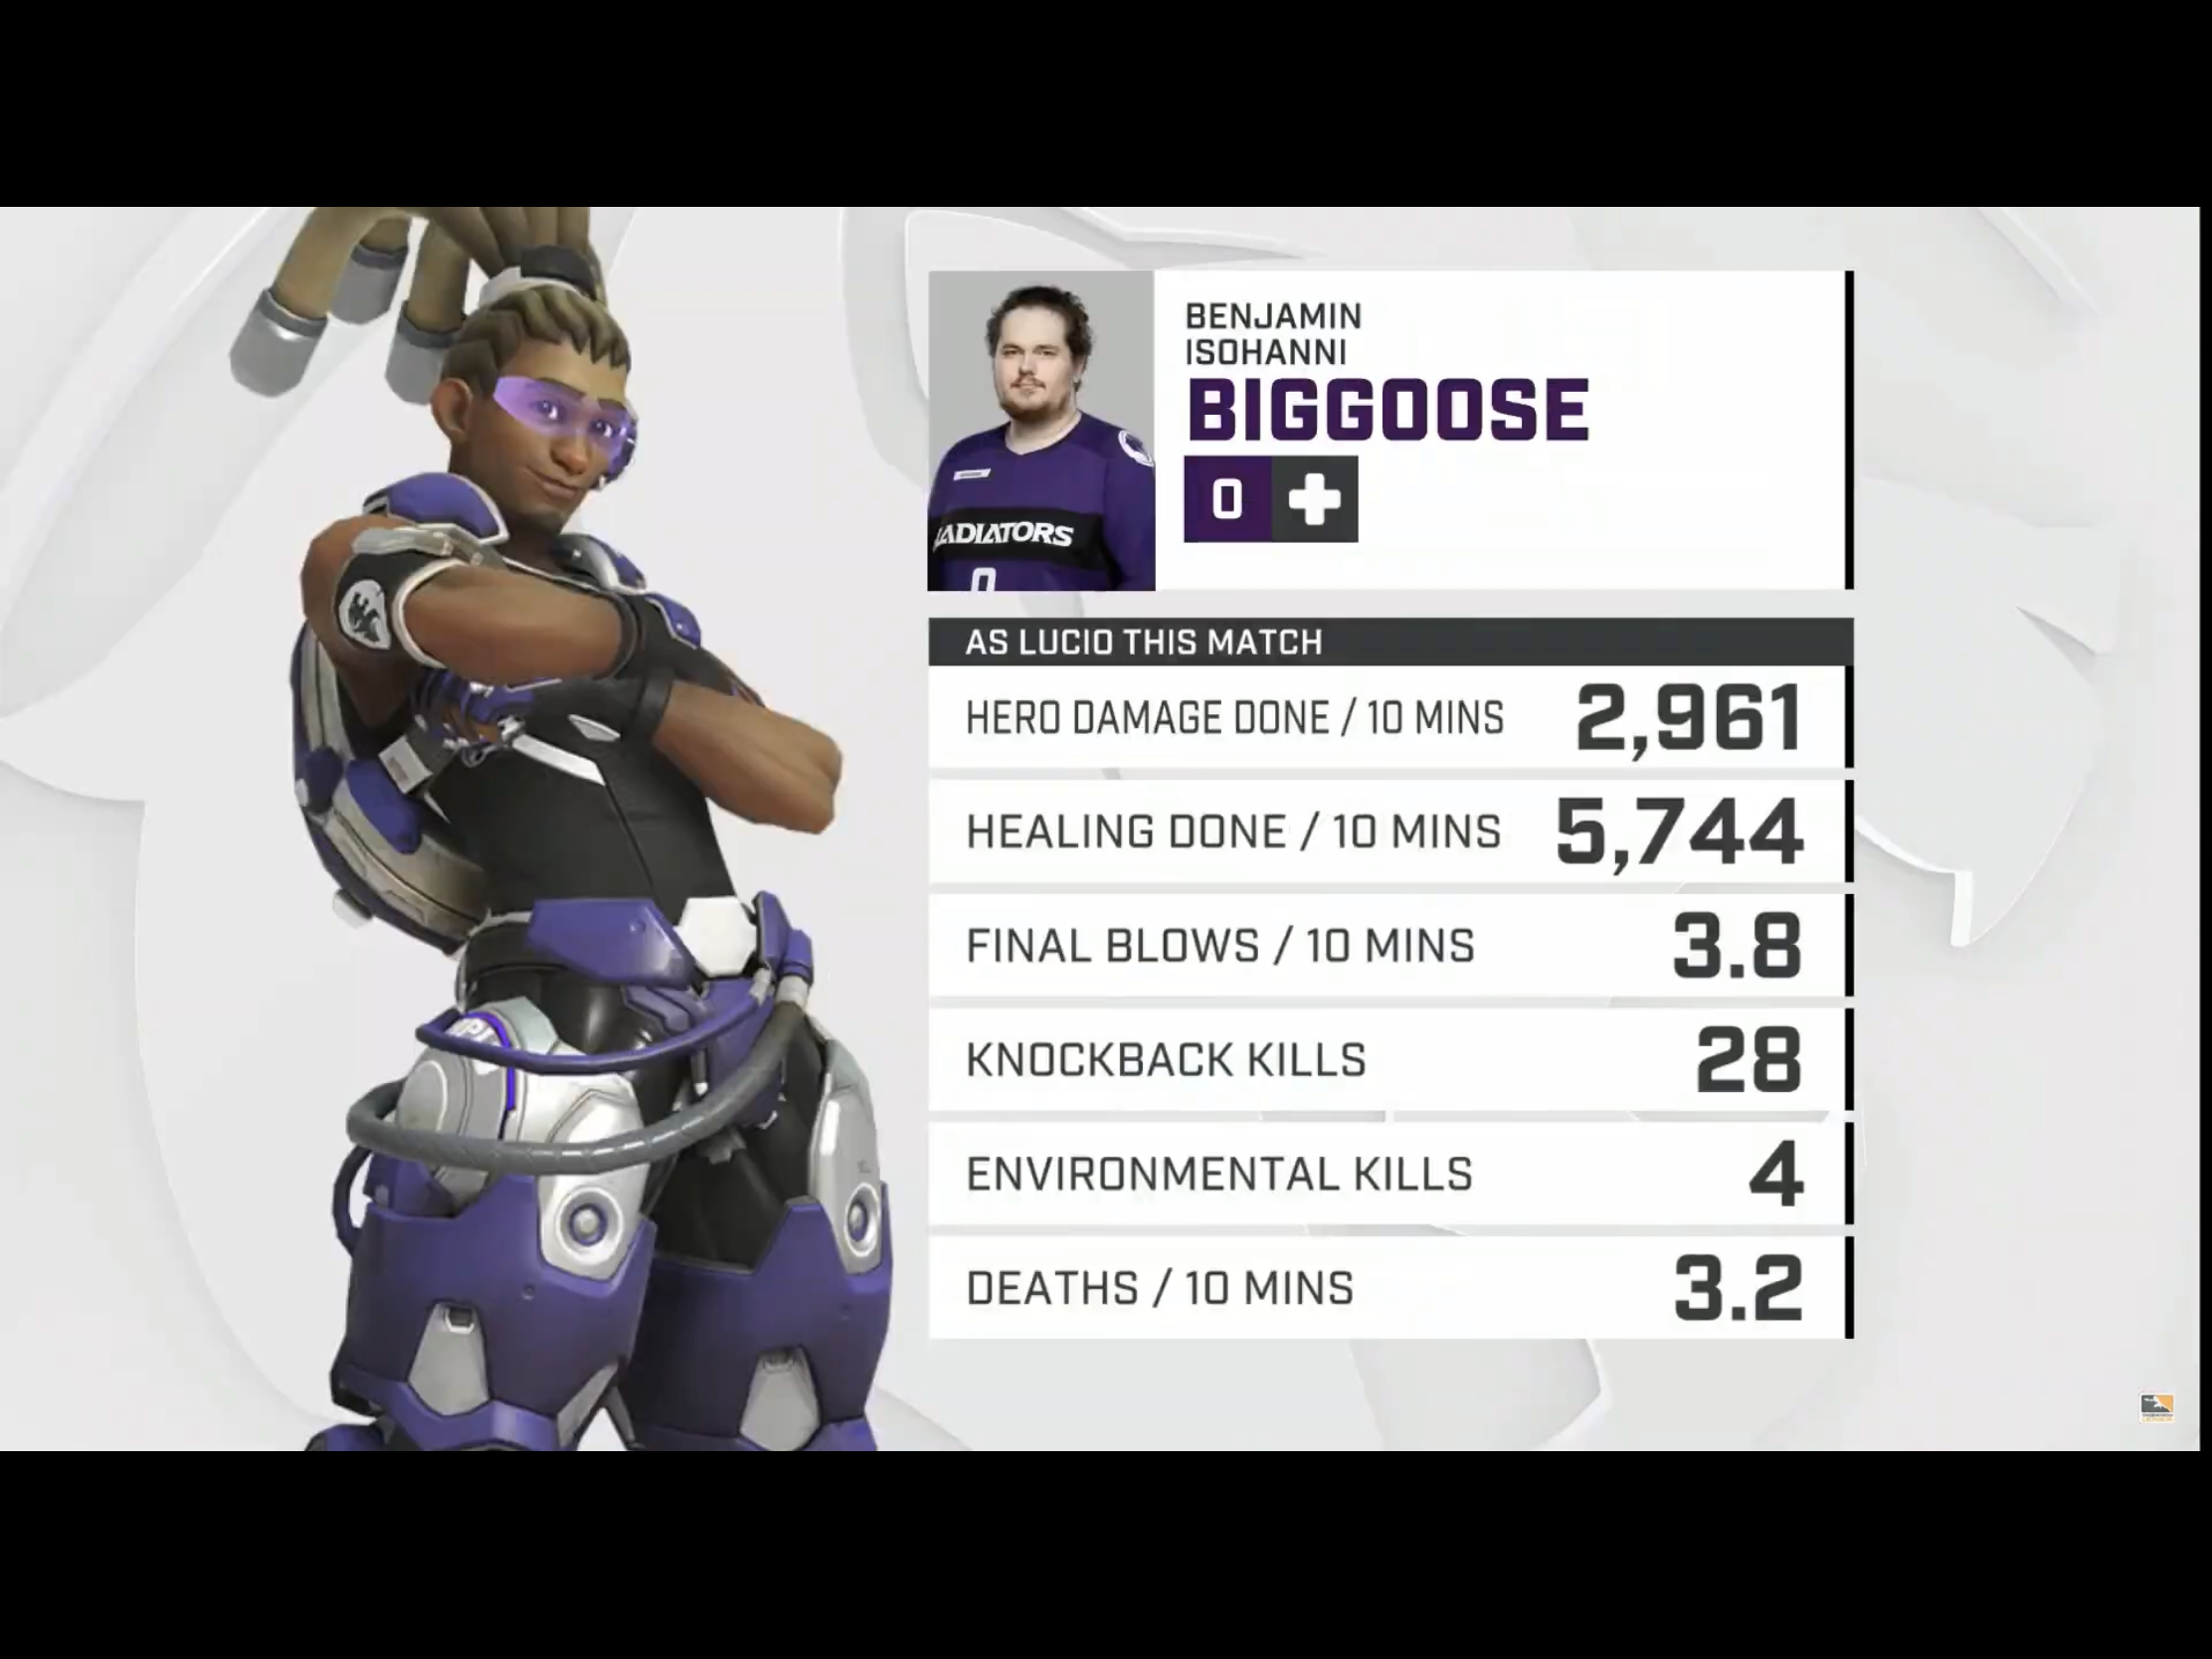 BENJAMIN
ISOHANNI
BIGGOOSE
0
ADIATORS
0
AS LUCIO THIS MATCH
HERO DAMAGE DONE / 10 MINS 2,961
HEALING DONE / 10 MINS 5,744
FINAL BLOWS / 10 MINS 3.8
KNOCKBACK KILLS 28
ENVIRONMENTAL KILLS 4
DEATHS / 10 MINS 3.2